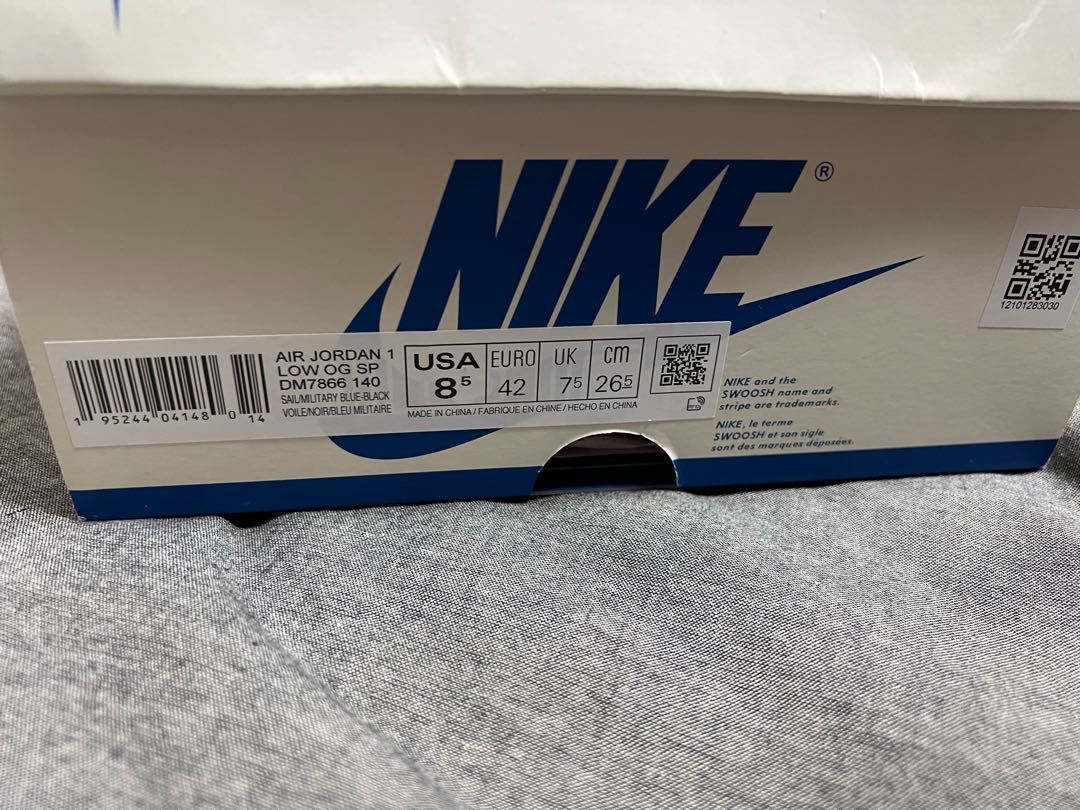 NIKE®
12101283030
1 95244 04148 0 14
AIR JORDAN 1
LOW OG SP
DM7866 140
SAIL/MILITARY BLUE-BLACK
VOILE/NOIR/BLEU MILITAIRE
USA EURO UK cm
8⁵ 42 7⁵ 26⁵
MADE IN CHINA / FABRIQUE EN CHINE / HECHO EN CHINA
NIKE and the
SWOOSH name and
stripe are trademarks.
NIKE, le terme
SWOOSH et son sigle
sont des marques déposées.